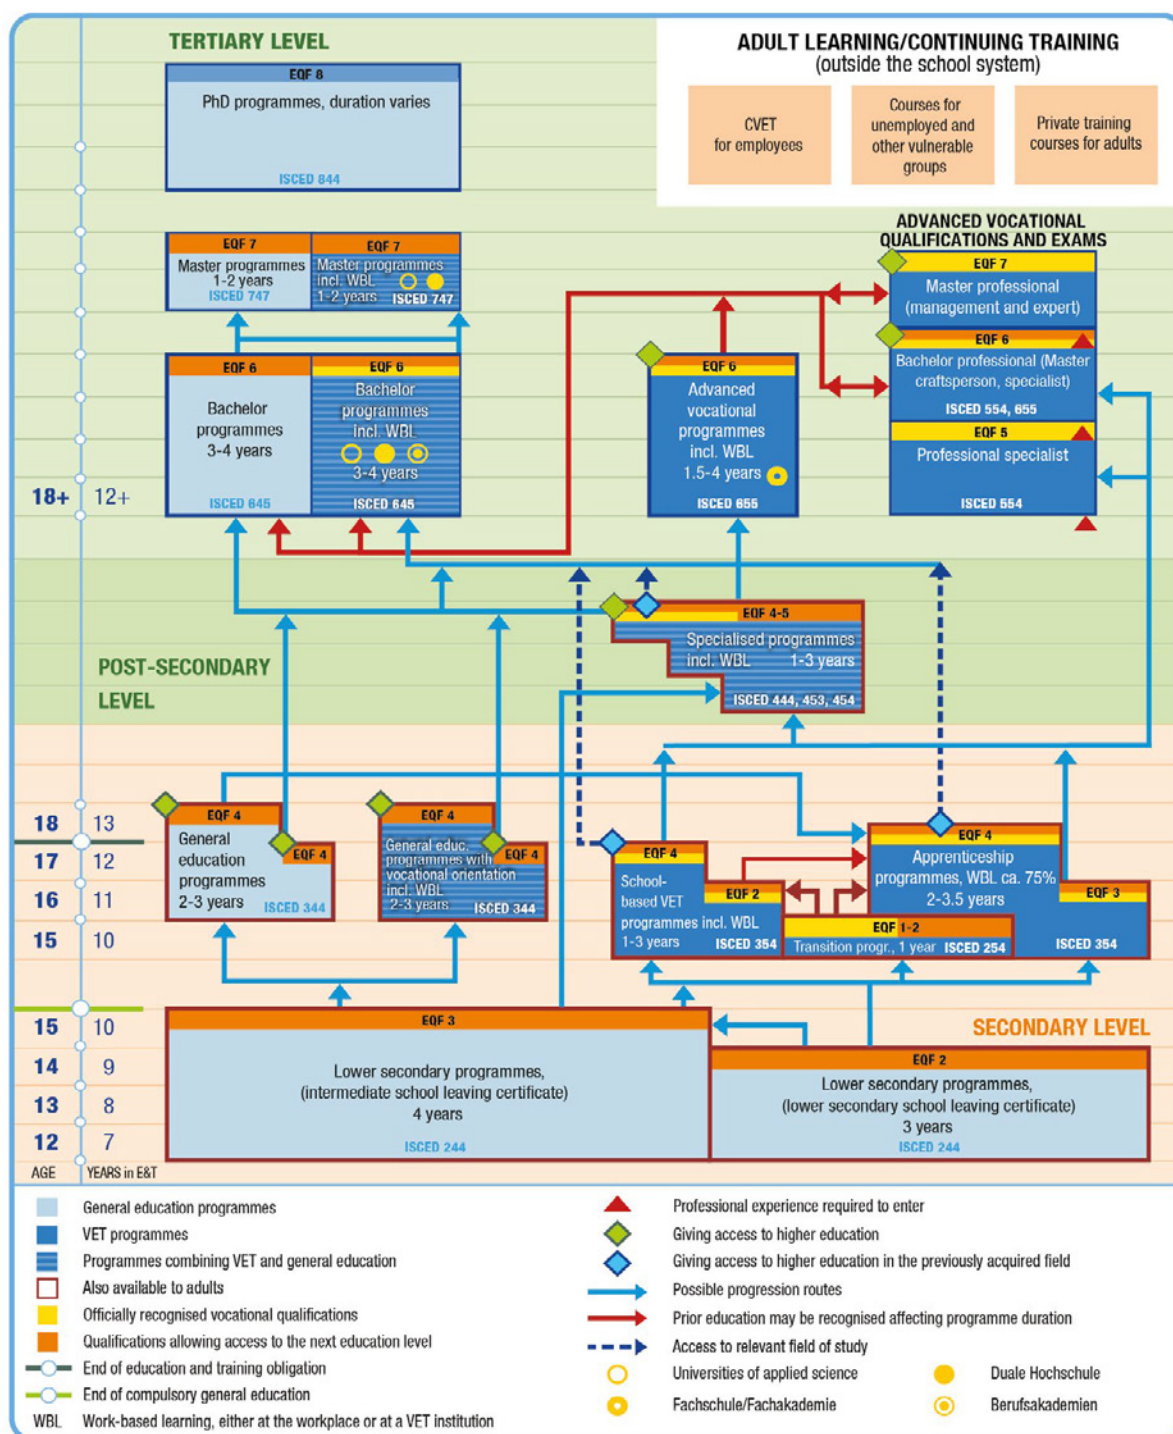 TERTIARY LEVEL
EQF 8
PhD programmes, duration varies
ISCED 844
ADULT LEARNING/CONTINUING TRAINING
(outside the school system)
CVET
for employees
Courses for
unemployed and
other vulnerable
groups
Private training
courses for adults
EQF 7
Master programmes
1-2 years
ISCED 747
EQF 7
Master programmes
incl. WBL
1-2 years
ISCED 747
ADVANCED VOCATIONAL
QUALIFICATIONS AND EXAMS
EQF 7
Master professional
(management and expert)
EQF 6
Bachelor professional (Master
craftsperson, specialist)
ISCED 554, 655
EQF 5
Professional specialist
ISCED 554
EQF 6
Bachelor
programmes
3-4 years
ISCED 645
EQF 6
Bachelor
programmes
incl. WBL
3-4 years
ISCED 645
EQF 6
Advanced
vocational
programmes
incl. WBL
1.5-4 years
ISCED 655
18+ 12+
POST-SECONDARY
LEVEL
EQF 4-5
Specialised programmes
incl. WBL 1-3 years
ISCED 444, 453, 454
18 13
17 12
16 11
15 10
EQF 4
General
education
programmes
2-3 years
EQF 4
ISCED 344
EQF 4
General educ.
programmes with
vocational orientation
incl. WBL
2-3 years
EQF 4
ISCED 344
EQF 4
School-
based VET
programmes incl. WBL
1-3 years
EQF 2
ISCED 354
EQF 1-2
Transition progr., 1 year
ISCED 254
EQF 4
Apprenticeship
programmes, WBL ca. 75%
2-3.5 years
EQF 3
ISCED 354
SECONDARY LEVEL
15 10
14 9
13 8
12 7
AGE YEARS in E&T
EQF 3
Lower secondary programmes,
(intermediate school leaving certificate)
4 years
ISCED 244
EQF 2
Lower secondary programmes,
(lower secondary school leaving certificate)
3 years
ISCED 244
General education programmes
VET programmes
Programmes combining VET and general education
Also available to adults
Officially recognised vocational qualifications
Qualifications allowing access to the next education level
End of education and training obligation
End of compulsory general education
WBL Work-based learning, either at the workplace or at a VET institution
Professional experience required to enter
Giving access to higher education
Giving access to higher education in the previously acquired field
Possible progression routes
Prior education may be recognised affecting programme duration
Access to relevant field of study
Universities of applied science
Duale Hochschule
Fachschule/Fachakademie
Berufsakademien